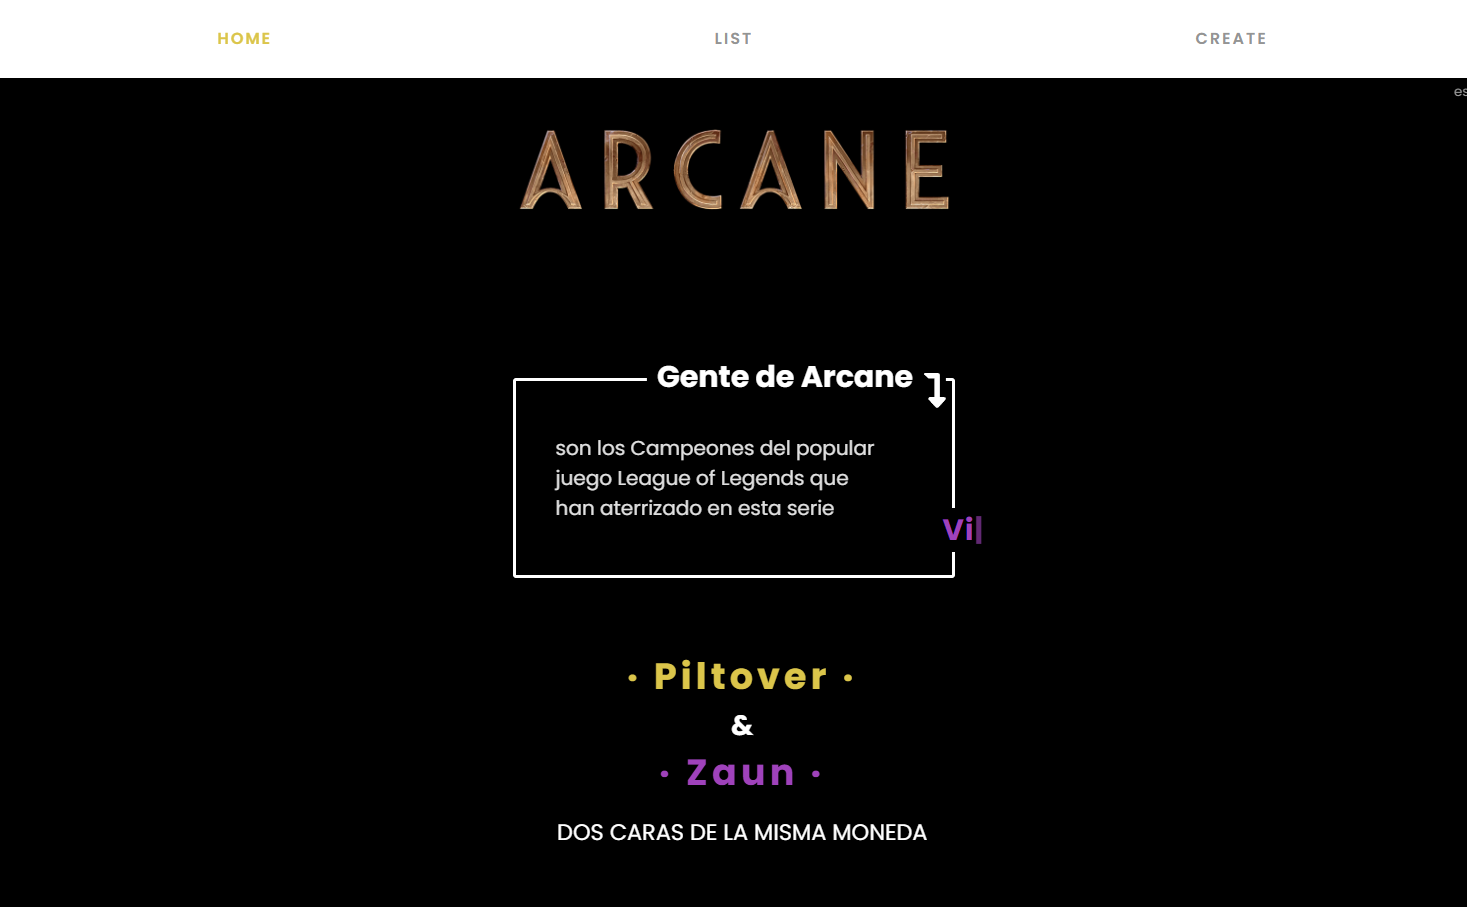 HOME
LIST
CREATE
es
ARCANE
Gente de Arcane
son los Campeones del popular
juego League of Legends que
han aterrizado en esta serie
Vi|
· Piltover ·
&
· Zaun ·
DOS CARAS DE LA MISMA MONEDA